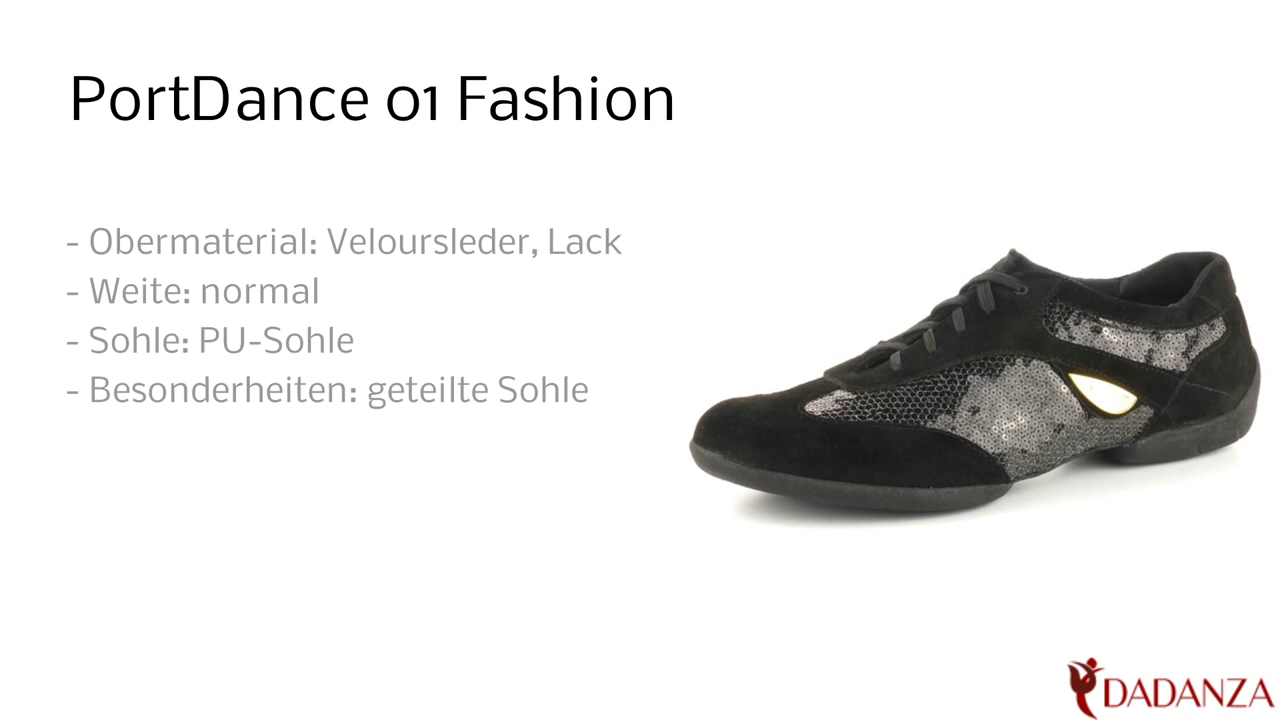 PortDance 01 Fashion
- Obermaterial: Veloursleder, Lack
- Weite: normal
- Sohle: PU-Sohle
- Besonderheiten: geteilte Sohle
DADANZA